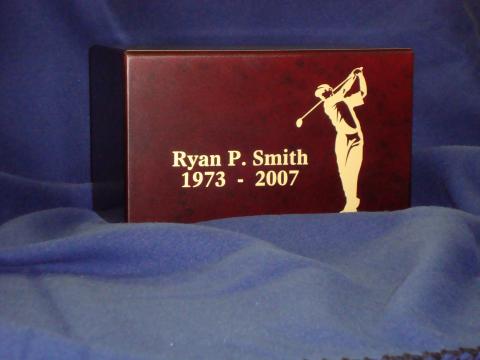 Ryan P. Smith
1973 - 2007